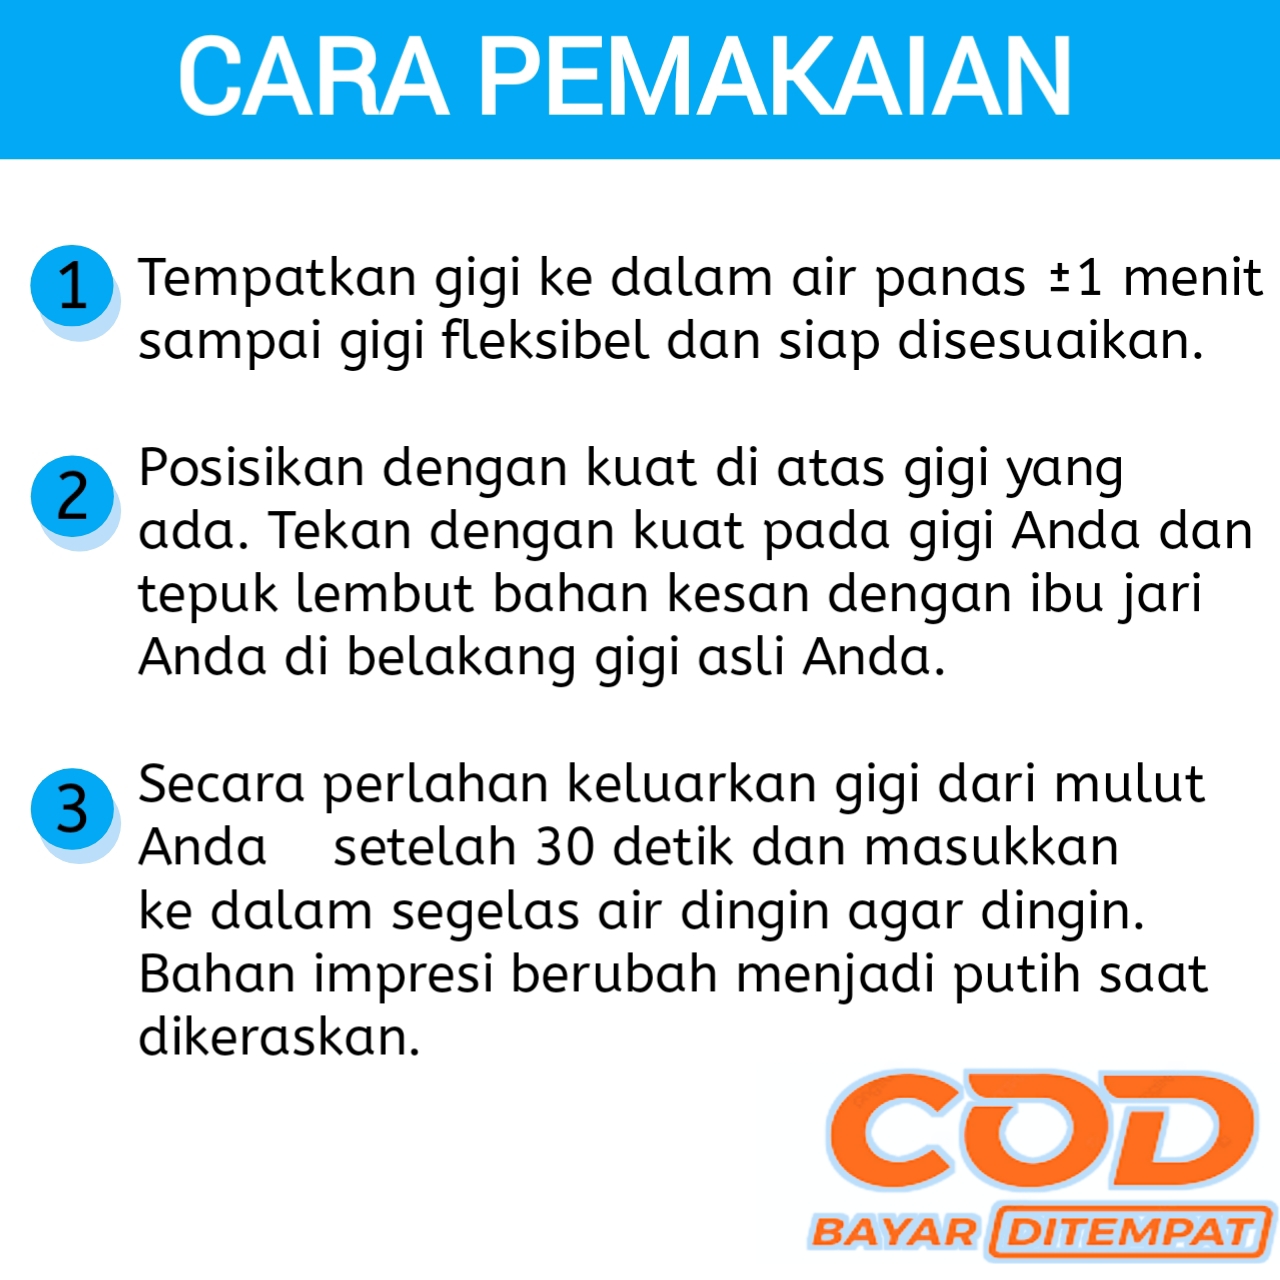 CARA PEMAKAIAN
1
Tempatkan gigi ke dalam air panas ±1 menit
sampai gigi fleksibel dan siap disesuaikan.
2
Posisikan dengan kuat di atas gigi yang
ada. Tekan dengan kuat pada gigi Anda dan
tepuk lembut bahan kesan dengan ibu jari
Anda di belakang gigi asli Anda.
3
Secara perlahan keluarkan gigi dari mulut
Anda setelah 30 detik dan masukkan
ke dalam segelas air dingin agar dingin.
Bahan impresi berubah menjadi putih saat
dikeraskan.
COD
BAYAR DITEMPAT